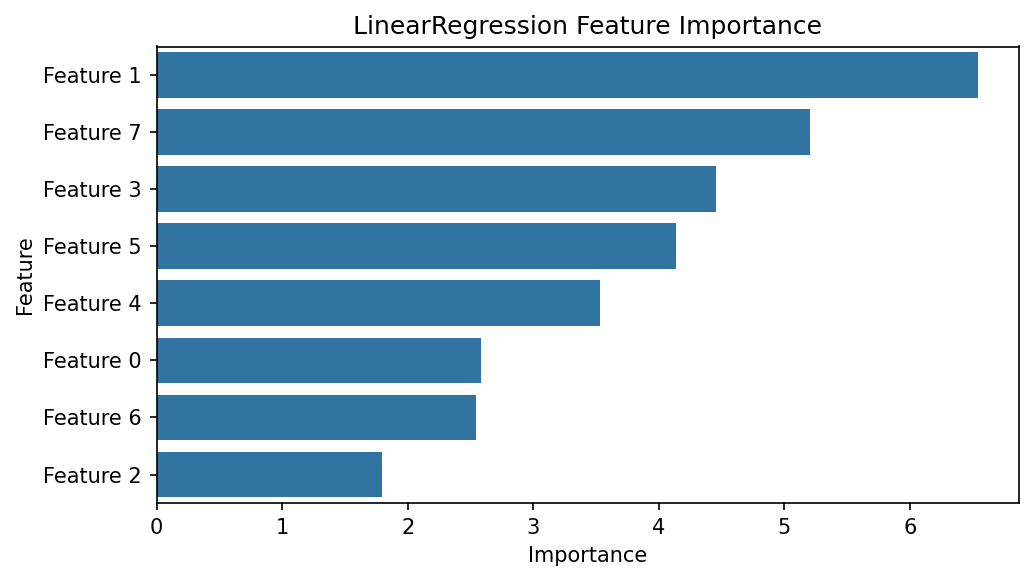 LinearRegression Feature Importance
Feature
Feature 1
Feature 7
Feature 3
Feature 5
Feature 4
Feature 0
Feature 6
Feature 2
0 1 2 3 4 5 6
Importance